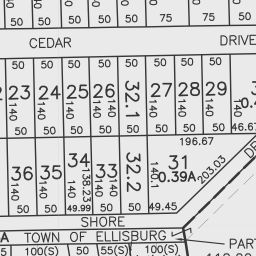 50 50 50 50 50 75 75 50
CEDAR DRIVE
50 50 50 50 50 50 50
23 24 25 26 32.1 27 28 29
140 140 140 140 140 140 140
50 50 50 50 50 50 50 46.67
196.67
36 35 34 33 32.2 31
140 140 138.23 140 140.1 0.39A 203.03
50 50 49.99 50 50 49.45
SHORE
TOWN OF ELLISBURG
100(S) 50 55(S) 100(S)
PART